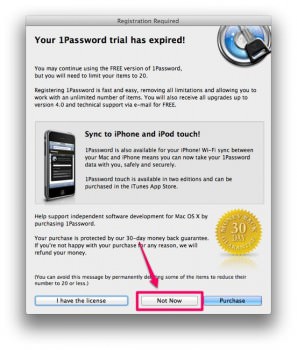 Registration Required
Your 1Password trial has expired!
You may continue using the FREE version of 1Password,
but you will need to limit your items to 20.
Registering 1Password is fast and easy, removing all limitations and allowing you to
work with an unlimited number of items. You will also receive all upgrades up to
version 4.0 and technical support via e-mail for FREE.
Sync to iPhone and iPod touch!
1Password is also available for your iPhone! Wi-Fi sync between
your Mac and iPhone means you can now take your 1Password
data with you, safely and securely.
1Password touch is available in two editions and can be
purchased in the iTunes App Store.
Help support independent software development for Mac OS X by
purchasing 1Password.
Your purchase is protected by our 30-day money back guarantee.
If you're not happy with your purchase for any reason, we will
refund your money.
30
DAY
(You can avoid this message by permanently deleting some of the items to reduce their
number to 20 or less.)
I have the license
Not Now
Purchase